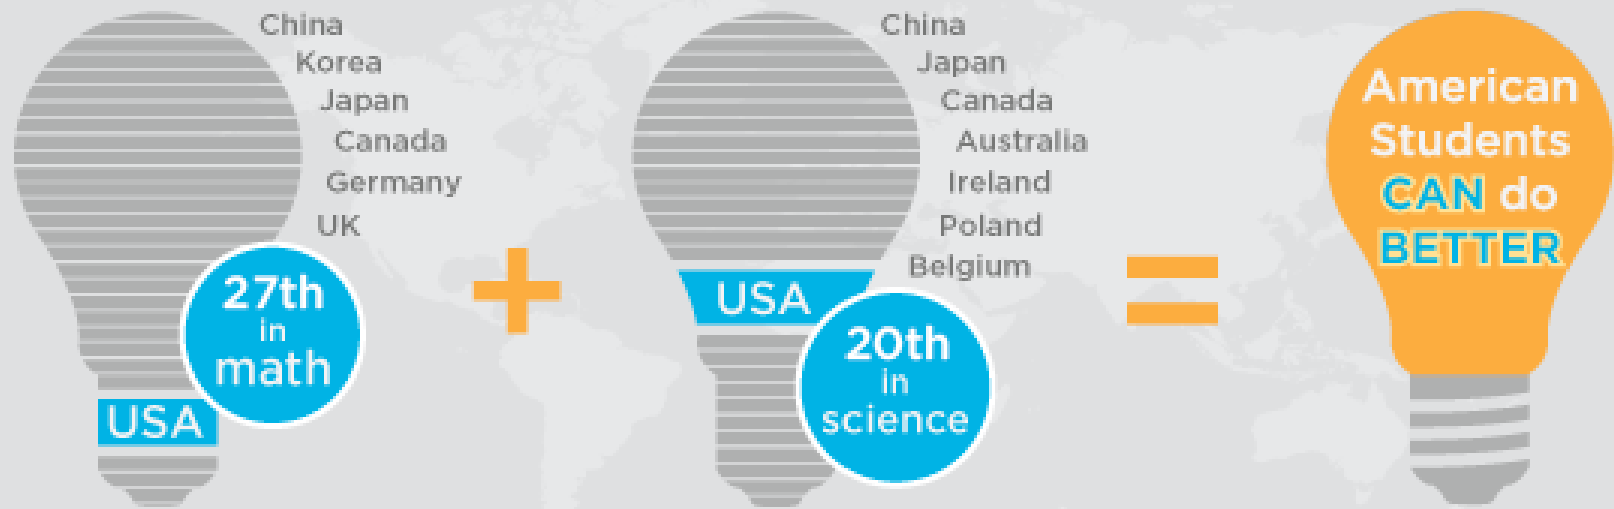 China
Korea
Japan
Canada
Germany
UK
27th
in
math
USA
+
China
Japan
Canada
Australia
Ireland
Poland
Belgium
USA
20th
in
science
=
American
Students
CAN do
BETTER